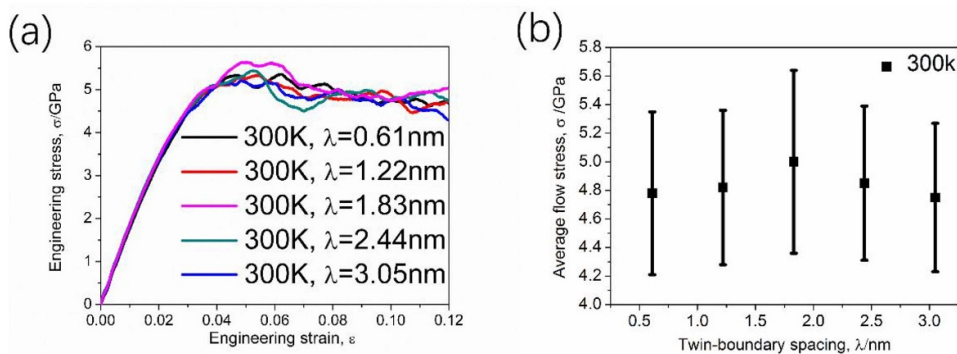 (a)
6
5
4
3
2
1
0
Engineering stress, σ/GPa
300K, λ=0.61nm
300K, λ=1.22nm
300K, λ=1.83nm
300K, λ=2.44nm
300K, λ=3.05nm
0.00 0.02 0.04 0.06 0.08 0.10 0.12
Engineering strain, ε
(b)
5.8
5.6
5.4
5.2
5.0
4.8
4.6
4.4
4.2
4.0
Average flow stress, σ /GPa
300k
0.5 1.0 1.5 2.0 2.5 3.0
Twin-boundary spacing, λ/nm